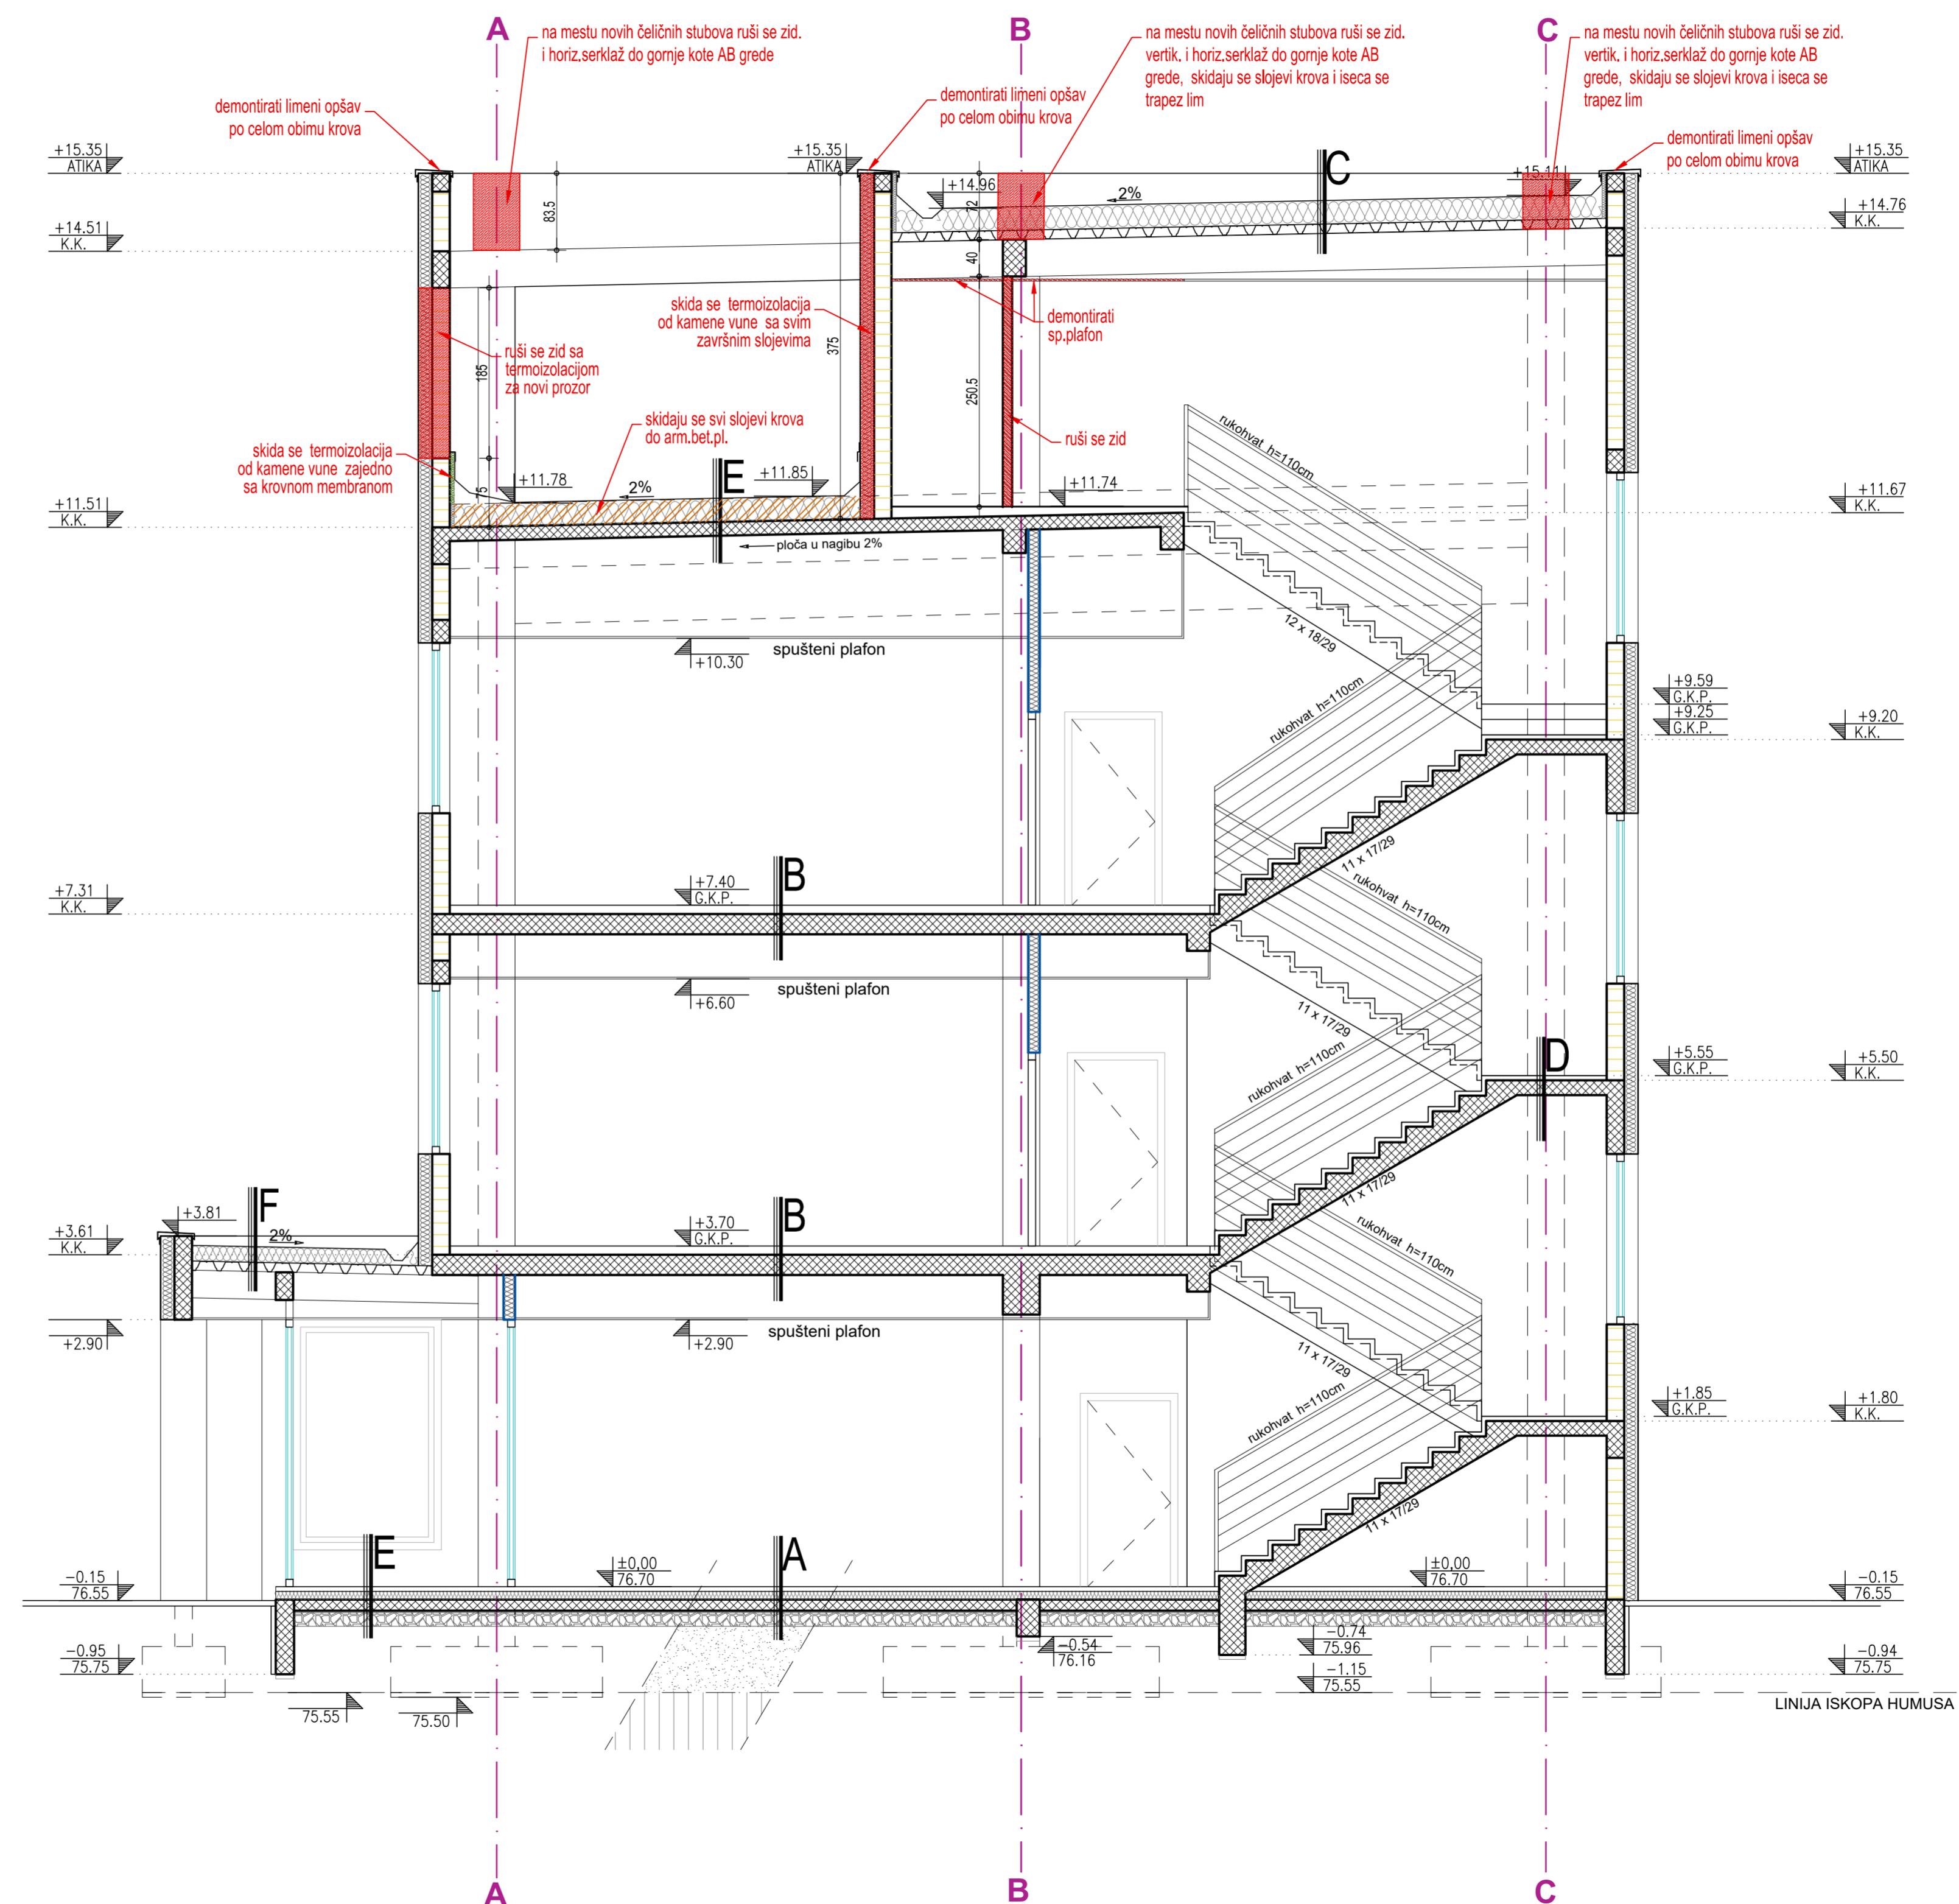 A
B
C
na mestu novih čeličnih stubova ruši se zid.
i horiz.serklaž do gornje kote AB grede
na mestu novih čeličnih stubova ruši se zid.
vertik. i horiz.serklaž do gornje kote AB
grede, skidaju se slojevi krova i iseca se
trapez lim
na mestu novih čeličnih stubova ruši se zid.
vertik. i horiz.serklaž do gornje kote AB
grede, skidaju se slojevi krova i iseca se
trapez lim
demontirati limeni opšav
po celom obimu krova
demontirati limeni opšav
po celom obimu krova
demontirati limeni opšav
po celom obimu krova
+15.35
ATIKA
+15.35
ATIKA
+15.35
ATIKA
C
+14.96
2%
+15.11
72
83.5
+14.51
K.K.
+14.76
K.K.
40
skida se termoizolacija
od kamene vune sa svim
završnim slojevima
demontirati
sp.plafon
375
185
250.5
ruši se zid sa
termoizolacijom
za novi prozor
skidaju se svi slojevi krova
do arm.bet.pl.
ruši se zid
rukohvat h=110cm
skida se termoizolacija
od kamene vune zajedno
sa krovnom membranom
75
+11.78
2%
E
+11.85
+11.74
+11.51
K.K.
+11.67
K.K.
ploča u nagibu 2%
12 x 18/29
+10.30
spušteni plafon
rukohvat h=110cm
+9.59
G.K.P.
+9.25
G.K.P.
+9.20
K.K.
11 x 17/29
+7.31
K.K.
+7.40
G.K.P.
B
rukohvat h=110cm
+6.60
spušteni plafon
11 x 17/29
rukohvat h=110cm
D
+5.55
G.K.P.
+5.50
K.K.
11 x 17/29
+3.81
F
2%
+3.61
K.K.
+3.70
G.K.P.
B
rukohvat h=110cm
+2.90
+2.90
spušteni plafon
11 x 17/29
rukohvat h=110cm
+1.85
G.K.P.
+1.80
K.K.
11 x 17/29
E
A
−0.15
76.55
±0,00
76.70
±0,00
76.70
−0.15
76.55
−0.95
75.75
−0.54
76.16
−0.74
75.96
−1.15
75.55
−0.94
75.75
75.55
75.50
LINIJA ISKOPA HUMUSA
A
B
C